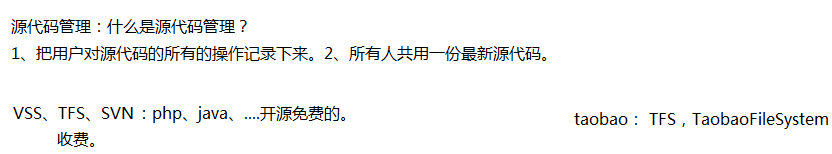 源代码管理：什么是源代码管理？
1、把用户对源代码的所有的操作记录下来。2、所有人共用一份最新源代码。
VSS、TFS、SVN：php、java、....开源免费的。
收费。
taobao： TFS，TaobaoFileSystem